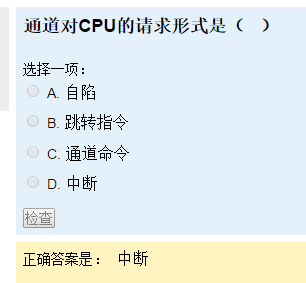 通道对CPU的请求形式是（ ）
选择一项：
A. 自陷
B. 跳转指令
C. 通道命令
D. 中断
检查
正确答案是： 中断